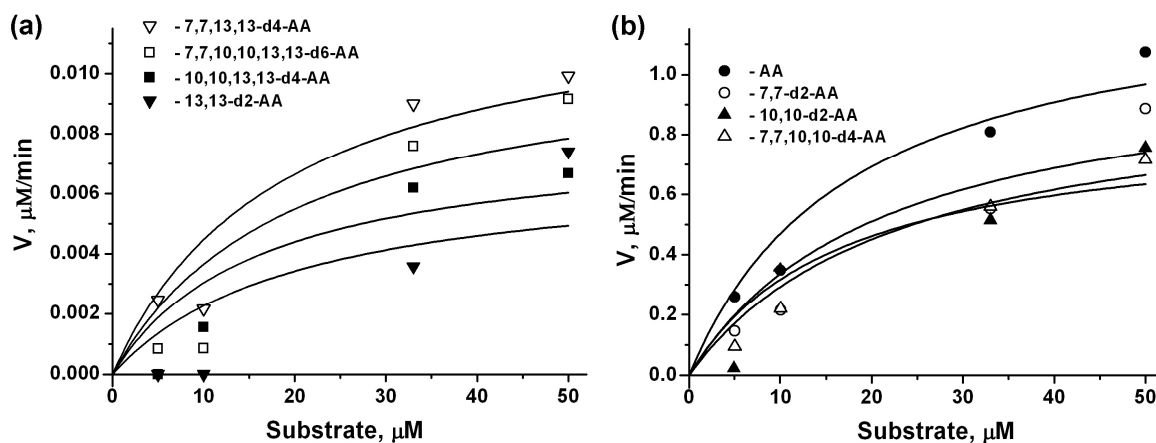 (a)
- 7,7,13,13-d4-AA
- 7,7,10,10,13,13-d6-AA
- 10,10,13,13-d4-AA
- 13,13-d2-AA
V, μM/min
0.010
0.008
0.006
0.004
0.002
0.000
0 10 20 30 40 50
Substrate, μM
(b)
- AA
- 7,7-d2-AA
- 10,10-d2-AA
- 7,7,10,10-d4-AA
V, μM/min
1.0
0.8
0.6
0.4
0.2
0.0
0 10 20 30 40 50
Substrate, μM